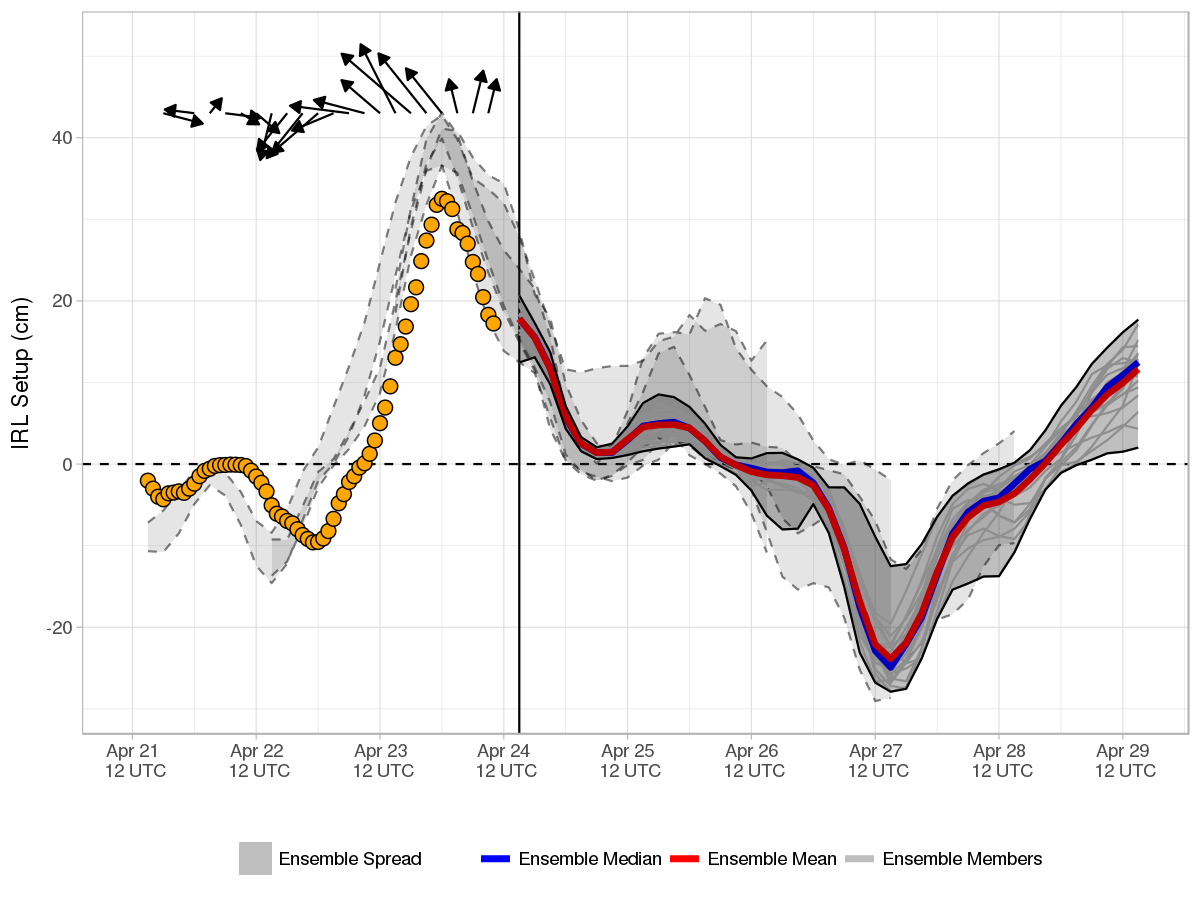 IRL Setup (cm)
40
20
0
-20
Apr 21 Apr 22 Apr 23 Apr 24 Apr 25 Apr 26 Apr 27 Apr 28 Apr 29
12 UTC 12 UTC 12 UTC 12 UTC 12 UTC 12 UTC 12 UTC 12 UTC 12 UTC
Ensemble Spread Ensemble Median Ensemble Mean Ensemble Members